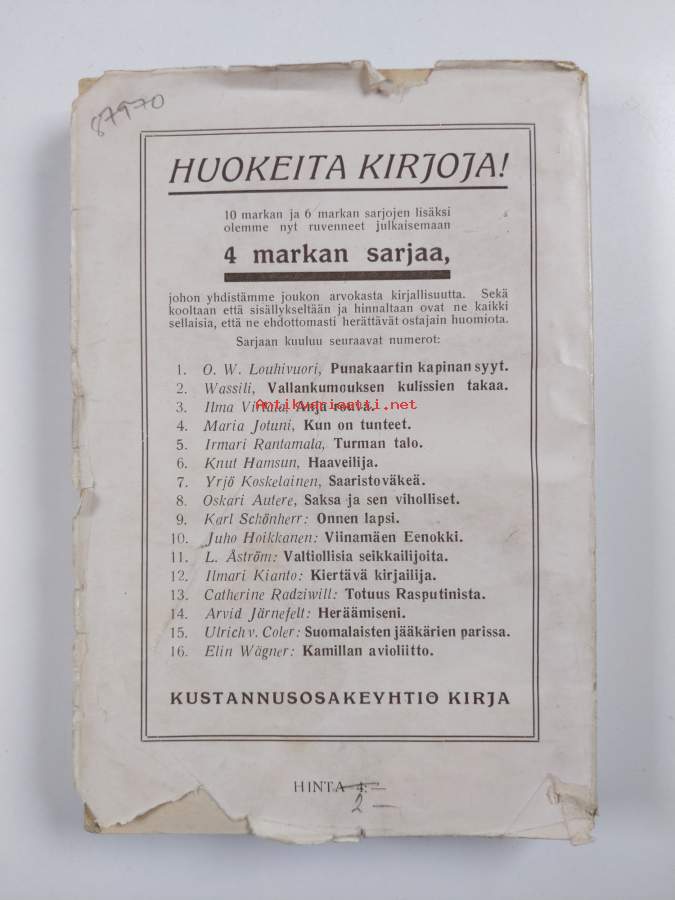 87970
HUOKEITA KIRJOJA!
10 markan ja 6 markan sarjojen lisäksi
olemme nyt ruvenneet julkaisemaan
4 markan sarjaa,
johon yhdistämme joukon arvokasta kirjallisuutta. Sekä
kooltaan että sisällykseltään ja hinnaltaan ovat ne kaikki
sellaisia, että ne ehdottomasti herättävät ostajain huomiota.
Sarjaan kuuluu seuraavat numerot:
1. O. W. Louhivuori, Punakaartin kapinan syyt.
2. Wassili, Vallankumouksen kulissien takaa.
3. Ilma Virtala, Anja rouva.
Antikvariaatti.net
4. Maria Jotuni, Kun on tunteet.
5. Irmari Rantamala, Turman talo.
6. Knut Hamsun, Haaveilija.
7. Yrjö Koskelainen, Saaristoväkeä.
8. Oskari Autere, Saksa ja sen viholliset.
9. Karl Schönherr: Onnen lapsi.
10. Juho Hoikkanen: Viinamäen Eenokki.
11. L. Åström: Valtiollisia seikkailijoita.
12. Ilmari Kianto: Kiertävä kirjailija.
13. Catherine Radziwill: Totuus Rasputinista.
14. Arvid Järnefelt: Heräämiseni.
15. Ulrich v. Coler: Suomalaisten jääkärien parissa.
16. Elin Wägner: Kamillan avioliitto.
KUSTANNUSOSAKEYHTIÖ KIRJA
HINTA 4:—
2 —